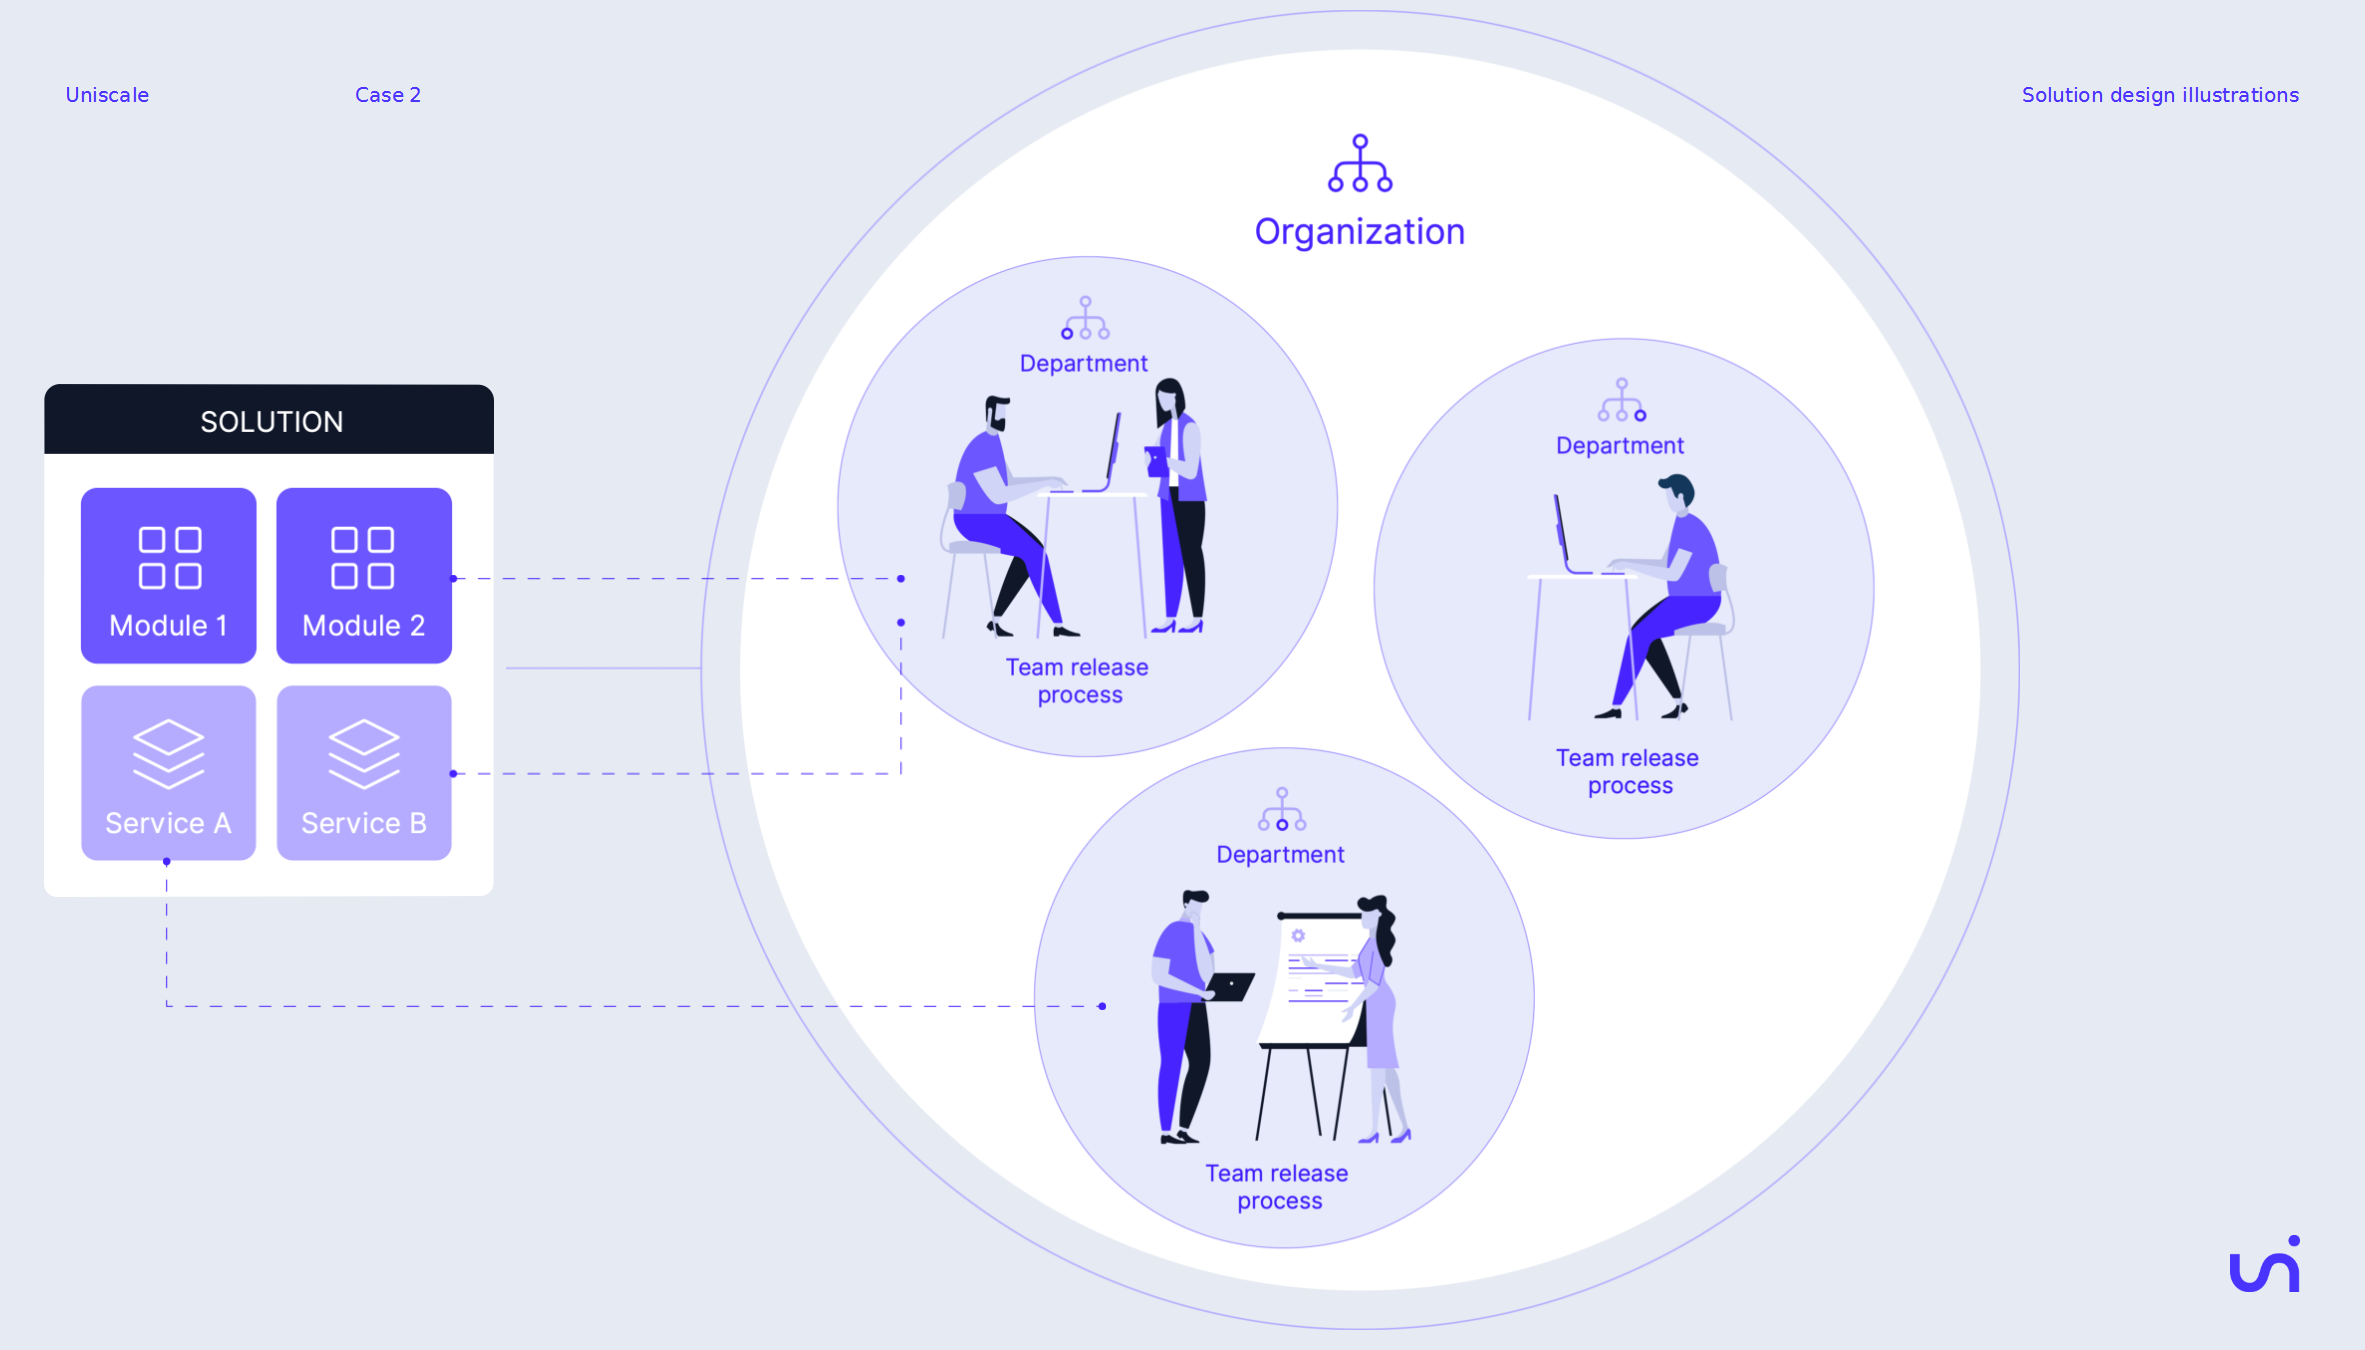 Uniscale
Case 2
Solution design illustrations
Organization
Department
Team release
process
Department
Team release
process
Department
Team release
process
SOLUTION
Module 1
Module 2
Service A
Service B
uni